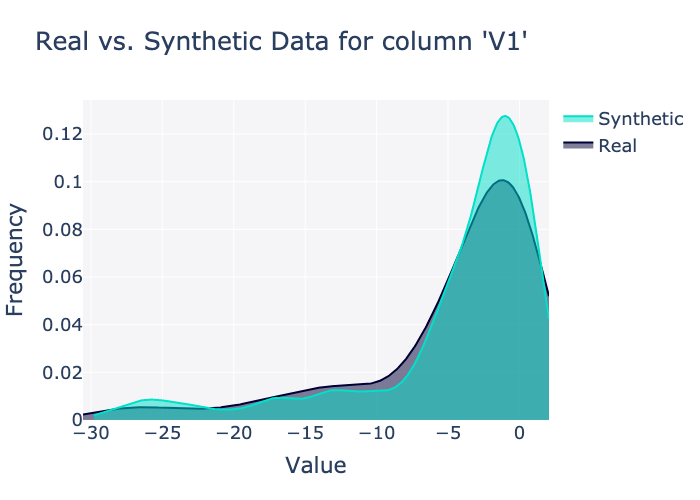 Real vs. Synthetic Data for column 'V1'
Synthetic
Real
Frequency
0.12
0.1
0.08
0.06
0.04
0.02
0
−30 −25 −20 −15 −10 −5 0
Value